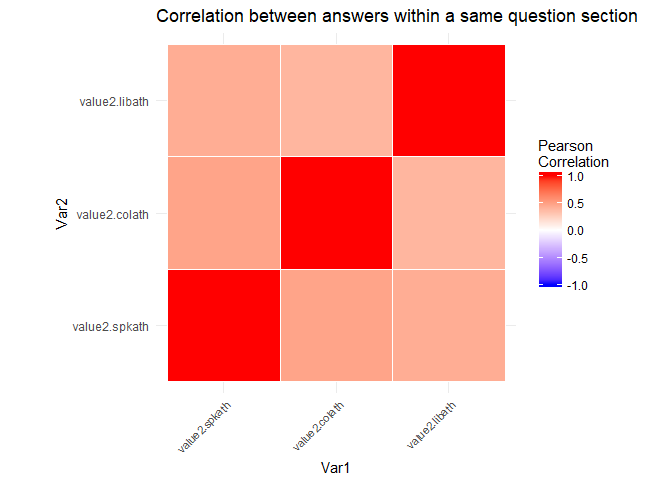 Correlation between answers within a same question section
value2.libath
value2.colath
value2.spkath
Var2
value2.spkath
value2.colath
value2.libath
Var1
Pearson
Correlation
1.0
0.5
0.0
-0.5
-1.0